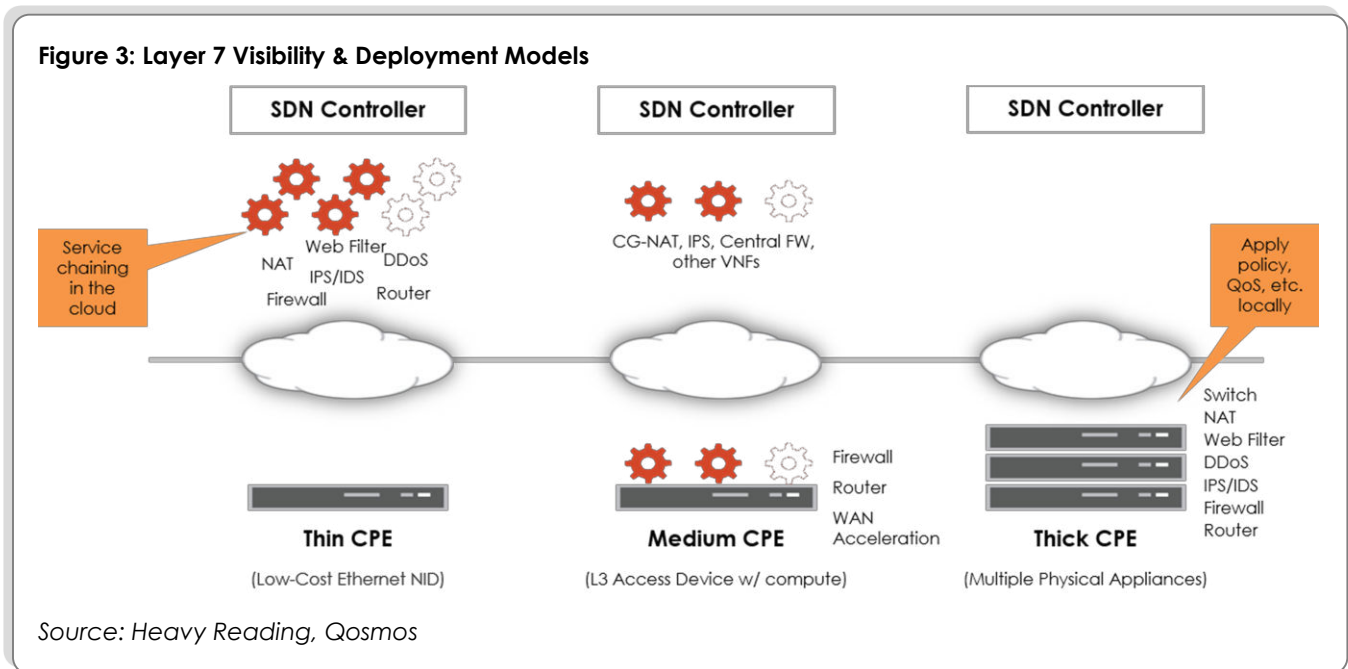 Figure 3: Layer 7 Visibility & Deployment Models
SDN Controller
SDN Controller
SDN Controller
Service
chaining
in the
cloud
Web Filter
NAT
DDoS
IPS/IDS
Firewall
Router
CG-NAT, IPS, Central FW,
other VNFs
Apply
policy,
QoS, etc.
locally
Thin CPE
(Low-Cost Ethernet NID)
Firewall
Router
WAN
Acceleration
Medium CPE
(L3 Access Device w/ compute)
Switch
NAT
Web Filter
DDoS
IPS/IDS
Firewall
Router
Thick CPE
(Multiple Physical Appliances)
Source: Heavy Reading, Qosmos